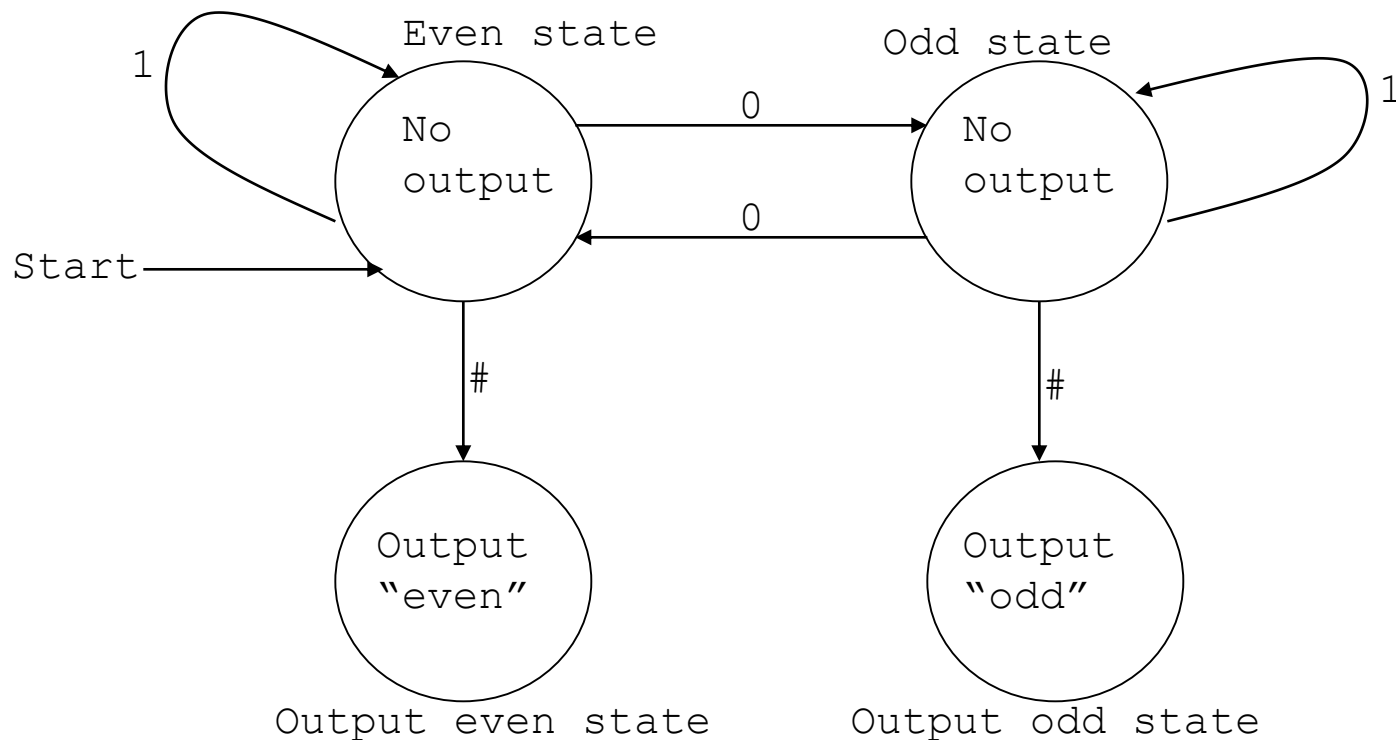 Even state
Odd state
1
1
0
No
output
No
output
0
Start
#
#
Output
“even”
Output
“odd”
Output even state
Output odd state